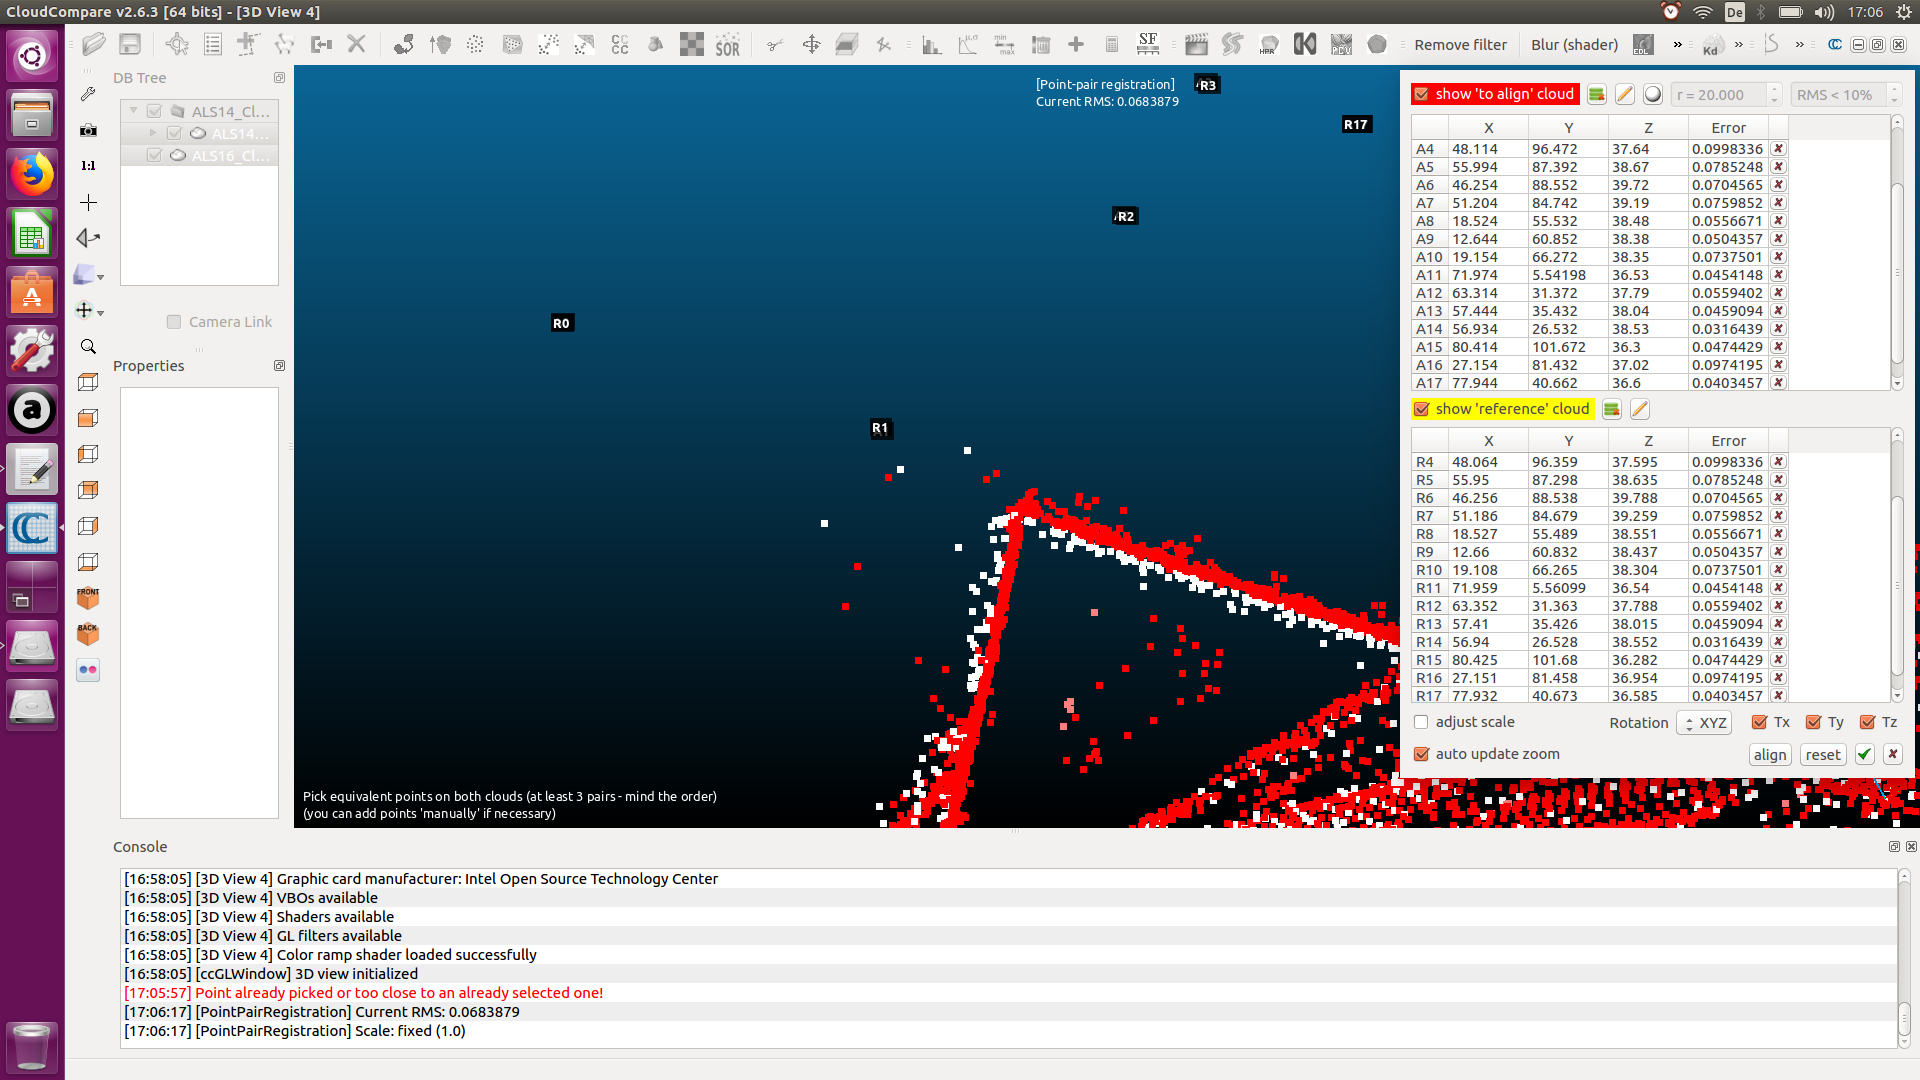 CloudCompare v2.6.3 [64 bits] - [3D View 4]
De
17:06
CC
CC
SOR
min
max
SF
HPR
PCV
Remove filter
Blur (shader)
EDL
»
Kd
»
»
CC
DB Tree
ALS14_Cl...
ALS14...
ALS16_Cl...
1:1
Camera Link
Properties
FRONT
BACK
[Point-pair registration]
Current RMS: 0.0683879
R3
R17
R2
R0
R1
Pick equivalent points on both clouds (at least 3 pairs - mind the order)
(you can add points 'manually' if necessary)
show 'to align' cloud
r = 20.000
RMS < 10%
X Y Z Error
A4 48.114 96.472 37.64 0.0998336
A5 55.994 87.392 38.67 0.0785248
A6 46.254 88.552 39.72 0.0704565
A7 51.204 84.742 39.19 0.0759852
A8 18.524 55.532 38.48 0.0556671
A9 12.644 60.852 38.38 0.0504357
A10 19.154 66.272 38.35 0.0737501
A11 71.974 5.54198 36.53 0.0454148
A12 63.314 31.372 37.79 0.0559402
A13 57.444 35.432 38.04 0.0459094
A14 56.934 26.532 38.53 0.0316439
A15 80.414 101.672 36.3 0.0474429
A16 27.154 81.432 37.02 0.0974195
A17 77.944 40.662 36.6 0.0403457
show 'reference' cloud
X Y Z Error
R4 48.064 96.359 37.595 0.0998336
R5 55.95 87.298 38.635 0.0785248
R6 46.256 88.538 39.788 0.0704565
R7 51.186 84.679 39.259 0.0759852
R8 18.527 55.489 38.551 0.0556671
R9 12.66 60.832 38.437 0.0504357
R10 19.108 66.265 38.304 0.0737501
R11 71.959 5.56099 36.54 0.0454148
R12 63.352 31.363 37.788 0.0559402
R13 57.41 35.426 38.015 0.0459094
R14 56.94 26.528 38.552 0.0316439
R15 80.425 101.68 36.282 0.0474429
R16 27.151 81.458 36.954 0.0974195
R17 77.932 40.673 36.585 0.0403457
adjust scale
Rotation XYZ Tx Ty Tz
auto update zoom
align reset
Console
[16:58:05] [3D View 4] Graphic card manufacturer: Intel Open Source Technology Center
[16:58:05] [3D View 4] VBOs available
[16:58:05] [3D View 4] Shaders available
[16:58:05] [3D View 4] GL filters available
[16:58:05] [3D View 4] Color ramp shader loaded successfully
[16:58:05] [ccGLWindow] 3D view initialized
[17:05:57] Point already picked or too close to an already selected one!
[17:06:17] [PointPairRegistration] Current RMS: 0.0683879
[17:06:17] [PointPairRegistration] Scale: fixed (1.0)